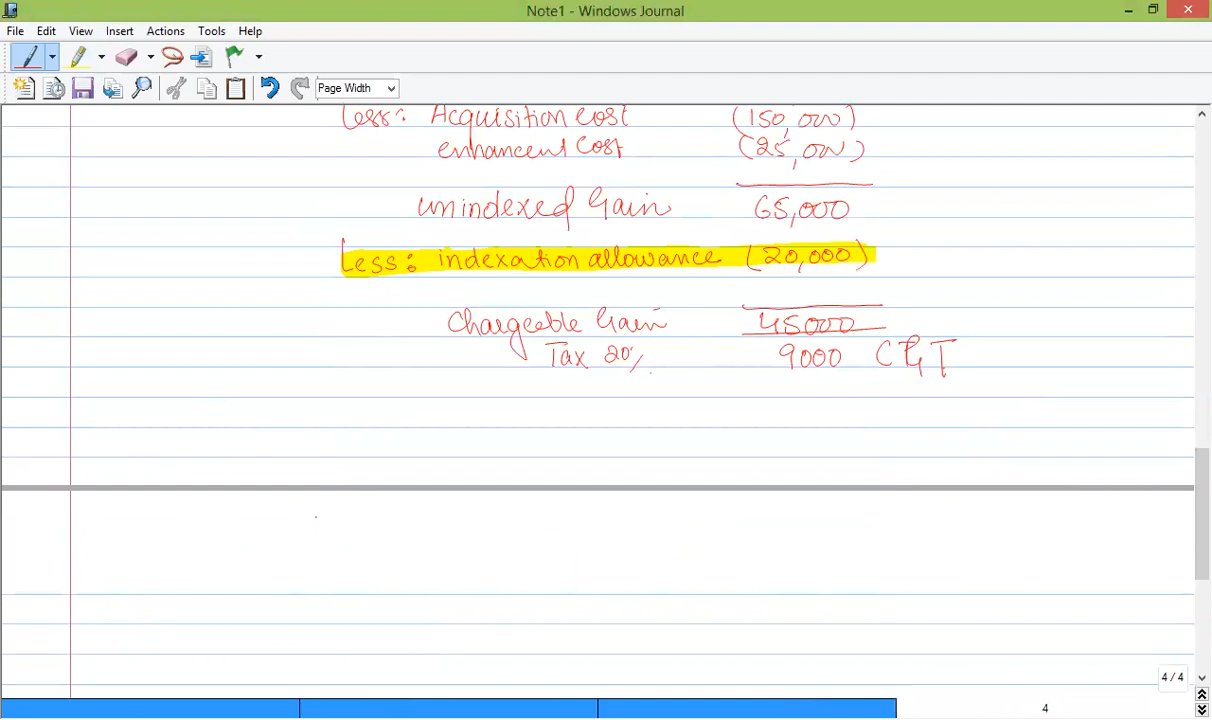 Note1 - Windows Journal
File Edit View Insert Actions Tools Help
Page Width
Less: Acquisition Cost (150,000)
enhancent Cost (25,000)
unindexed Gain 65,000
Less: indexation allowance (20,000)
Chargeable Gain 45000
Tax 20% 9000 CGT
4 / 4
4